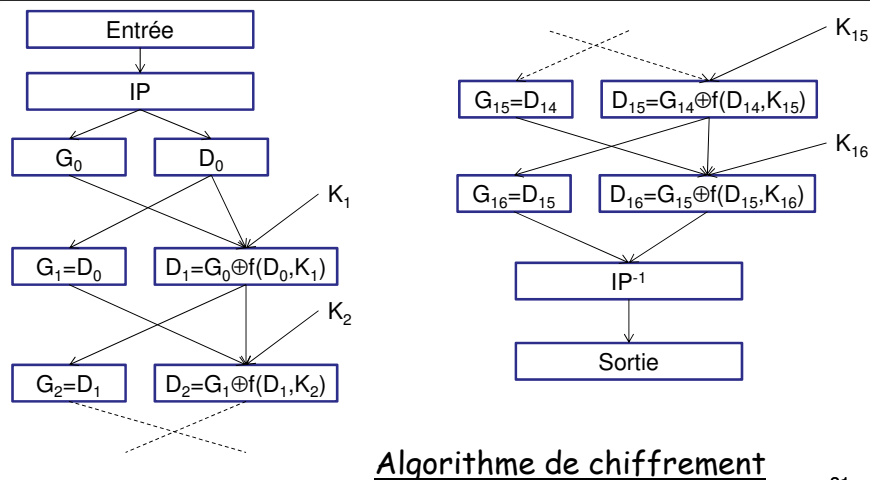 Entrée
IP
G₀ D₀
K₁
G₁=D₀ D₁=G₀⊕f(D₀,K₁)
K₂
G₂=D₁ D₂=G₁⊕f(D₁,K₂)
K₁₅
G₁₅=D₁₄ D₁₅=G₁₄⊕f(D₁₄,K₁₅)
K₁₆
G₁₆=D₁₅ D₁₆=G₁₅⊕f(D₁₅,K₁₆)
IP⁻¹
Sortie
Algorithme de chiffrement